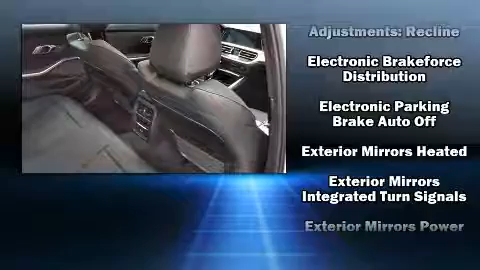 Adjustments: Recline
Electronic Brakeforce
Distribution
Electronic Parking
Brake Auto Off
Exterior Mirrors Heated
Exterior Mirrors
Integrated Turn Signals
Exterior Mirrors Power